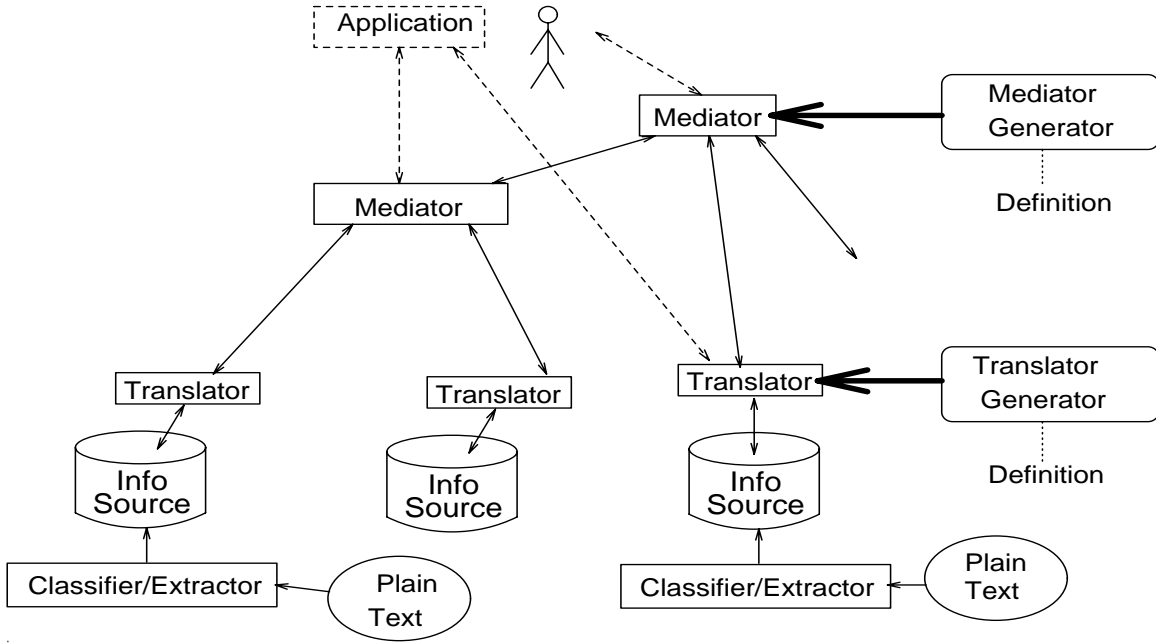 Application
Mediator
Mediator
Generator
Definition
Mediator
Translator
Translator
Translator
Translator
Generator
Definition
Info
Source
Info
Source
Info
Source
Classifier/Extractor
Plain
Text
Classifier/Extractor
Plain
Text